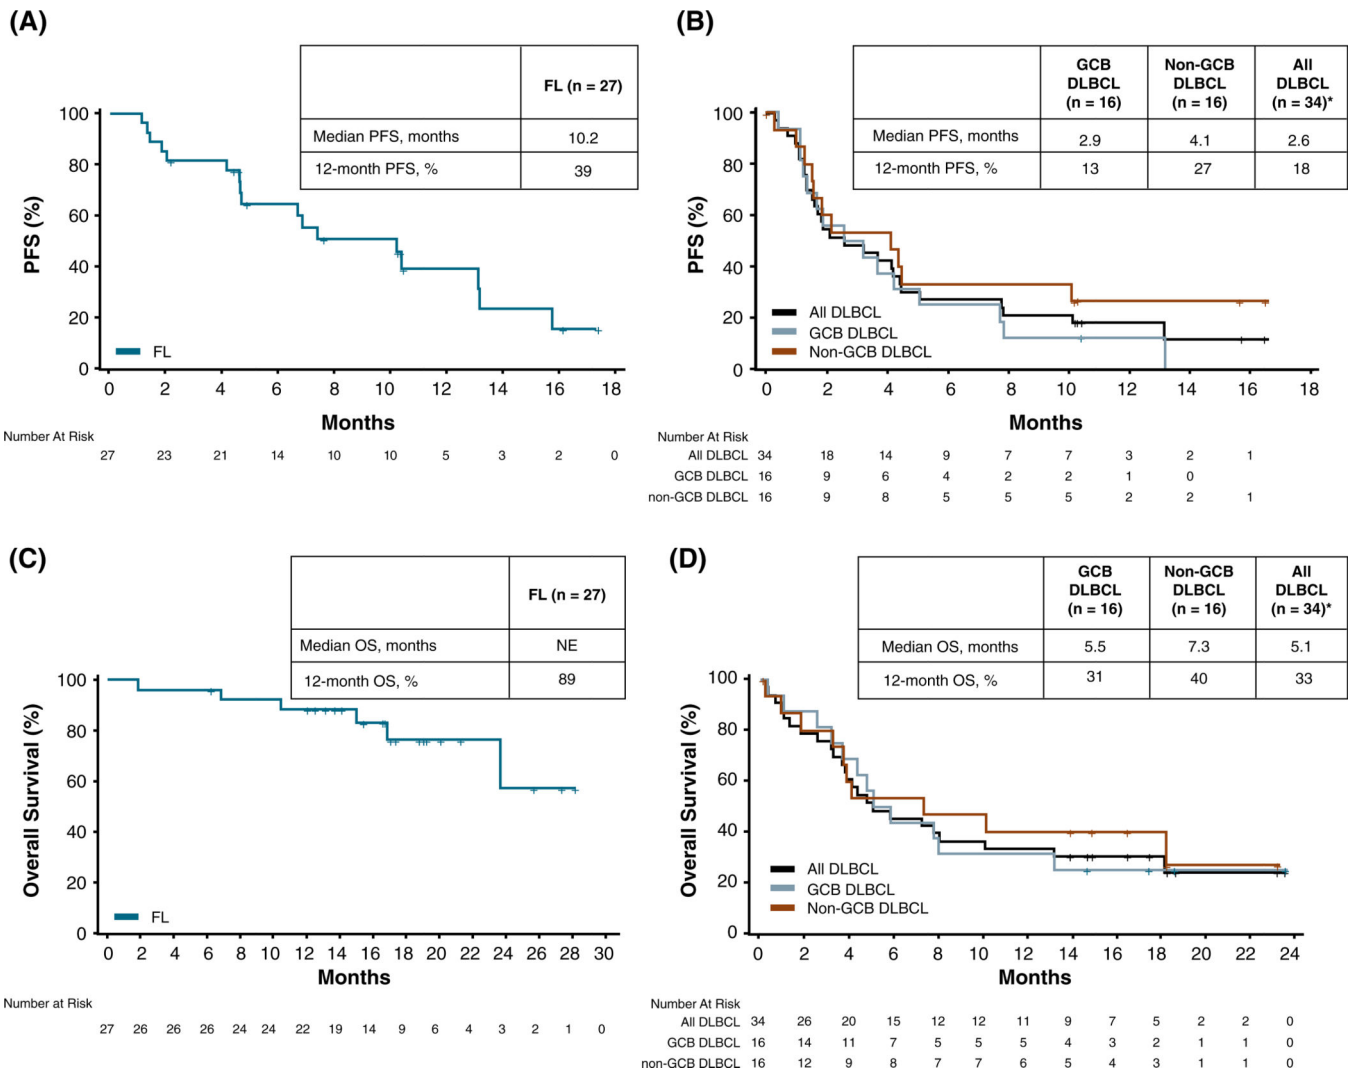 (A)
FL (n = 27)
Median PFS, months 10.2
12-month PFS, % 39
PFS (%)
100
80
60
40
20
0
FL
0 2 4 6 8 10 12 14 16 18
Months
Number At Risk
27 23 21 14 10 10 5 3 2 0
(B)
GCB DLBCL (n = 16) Non-GCB DLBCL (n = 16) All DLBCL (n = 34)*
Median PFS, months 2.9 4.1 2.6
12-month PFS, % 13 27 18
PFS (%)
100
80
60
40
20
0
All DLBCL
GCB DLBCL
Non-GCB DLBCL
0 2 4 6 8 10 12 14 16 18
Months
Number At Risk
All DLBCL 34 18 14 9 7 7 3 2 1
GCB DLBCL 16 9 6 4 2 2 1 0
non-GCB DLBCL 16 9 8 5 5 5 2 2 1
(C)
FL (n = 27)
Median OS, months NE
12-month OS, % 89
Overall Survival (%)
100
80
60
40
20
0
FL
0 2 4 6 8 10 12 14 16 18 20 22 24 26 28 30
Months
Number at Risk
27 26 26 26 24 24 22 19 14 9 6 4 3 2 1 0
(D)
GCB DLBCL (n = 16) Non-GCB DLBCL (n = 16) All DLBCL (n = 34)*
Median OS, months 5.5 7.3 5.1
12-month OS, % 31 40 33
Overall Survival (%)
100
80
60
40
20
0
All DLBCL
GCB DLBCL
Non-GCB DLBCL
0 2 4 6 8 10 12 14 16 18 20 22 24
Months
Number At Risk
All DLBCL 34 26 20 15 12 12 11 9 7 5 2 2 0
GCB DLBCL 16 14 11 7 5 5 5 4 3 2 1 1 0
non-GCB DLBCL 16 12 9 8 7 7 6 5 4 3 1 1 0